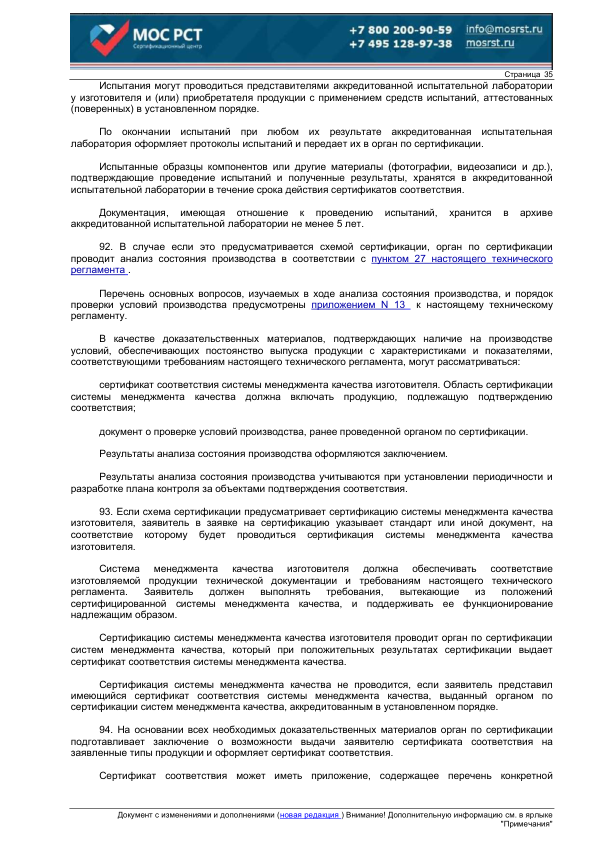 МОС РСТ
Сертификационный центр
+7 800 200-90-59
+7 495 128-97-38
info@mosrst.ru
mosrst.ru
Страница 35
Испытания могут проводиться представителями аккредитованной испытательной лаборатории
у изготовителя и (или) приобретателя продукции с применением средств испытаний, аттестованных
(поверенных) в установленном порядке.
По окончании испытаний при любом их результате аккредитованная испытательная
лаборатория оформляет протоколы испытаний и передает их в орган по сертификации.
Испытанные образцы компонентов или другие материалы (фотографии, видеозаписи и др.),
подтверждающие проведение испытаний и полученные результаты, хранятся в аккредитованной
испытательной лаборатории в течение срока действия сертификатов соответствия.
Документация, имеющая отношение к проведению испытаний, хранится в архиве
аккредитованной испытательной лаборатории не менее 5 лет.
92. В случае если это предусматривается схемой сертификации, орган по сертификации
проводит анализ состояния производства в соответствии с пунктом 27 настоящего технического
регламента .
Перечень основных вопросов, изучаемых в ходе анализа состояния производства, и порядок
проверки условий производства предусмотрены приложением N 13 к настоящему техническому
регламенту.
В качестве доказательственных материалов, подтверждающих наличие на производстве
условий, обеспечивающих постоянство выпуска продукции с характеристиками и показателями,
соответствующими требованиям настоящего технического регламента, могут рассматриваться:
сертификат соответствия системы менеджмента качества изготовителя. Область сертификации
системы менеджмента качества должна включать продукцию, подлежащую подтверждению
соответствия;
документ о проверке условий производства, ранее проведенной органом по сертификации.
Результаты анализа состояния производства оформляются заключением.
Результаты анализа состояния производства учитываются при установлении периодичности и
разработке плана контроля за объектами подтверждения соответствия.
93. Если схема сертификации предусматривает сертификацию системы менеджмента качества
изготовителя, заявитель в заявке на сертификацию указывает стандарт или иной документ, на
соответствие которому будет проводиться сертификация системы менеджмента качества
изготовителя.
Система менеджмента качества изготовителя должна обеспечивать соответствие
изготовляемой продукции технической документации и требованиям настоящего технического
регламента. Заявитель должен выполнять требования, вытекающие из положений
сертифицированной системы менеджмента качества, и поддерживать ее функционирование
надлежащим образом.
Сертификацию системы менеджмента качества изготовителя проводит орган по сертификации
систем менеджмента качества, который при положительных результатах сертификации выдает
сертификат соответствия системы менеджмента качества.
Сертификация системы менеджмента качества не проводится, если заявитель представил
имеющийся сертификат соответствия системы менеджмента качества, выданный органом по
сертификации систем менеджмента качества, аккредитованным в установленном порядке.
94. На основании всех необходимых доказательственных материалов орган по сертификации
подготавливает заключение о возможности выдачи заявителю сертификата соответствия на
заявленные типы продукции и оформляет сертификат соответствия.
Сертификат соответствия может иметь приложение, содержащее перечень конкретной
Документ с изменениями и дополнениями (новая редакция ) Внимание! Дополнительную информацию см. в ярлыке
"Примечания"